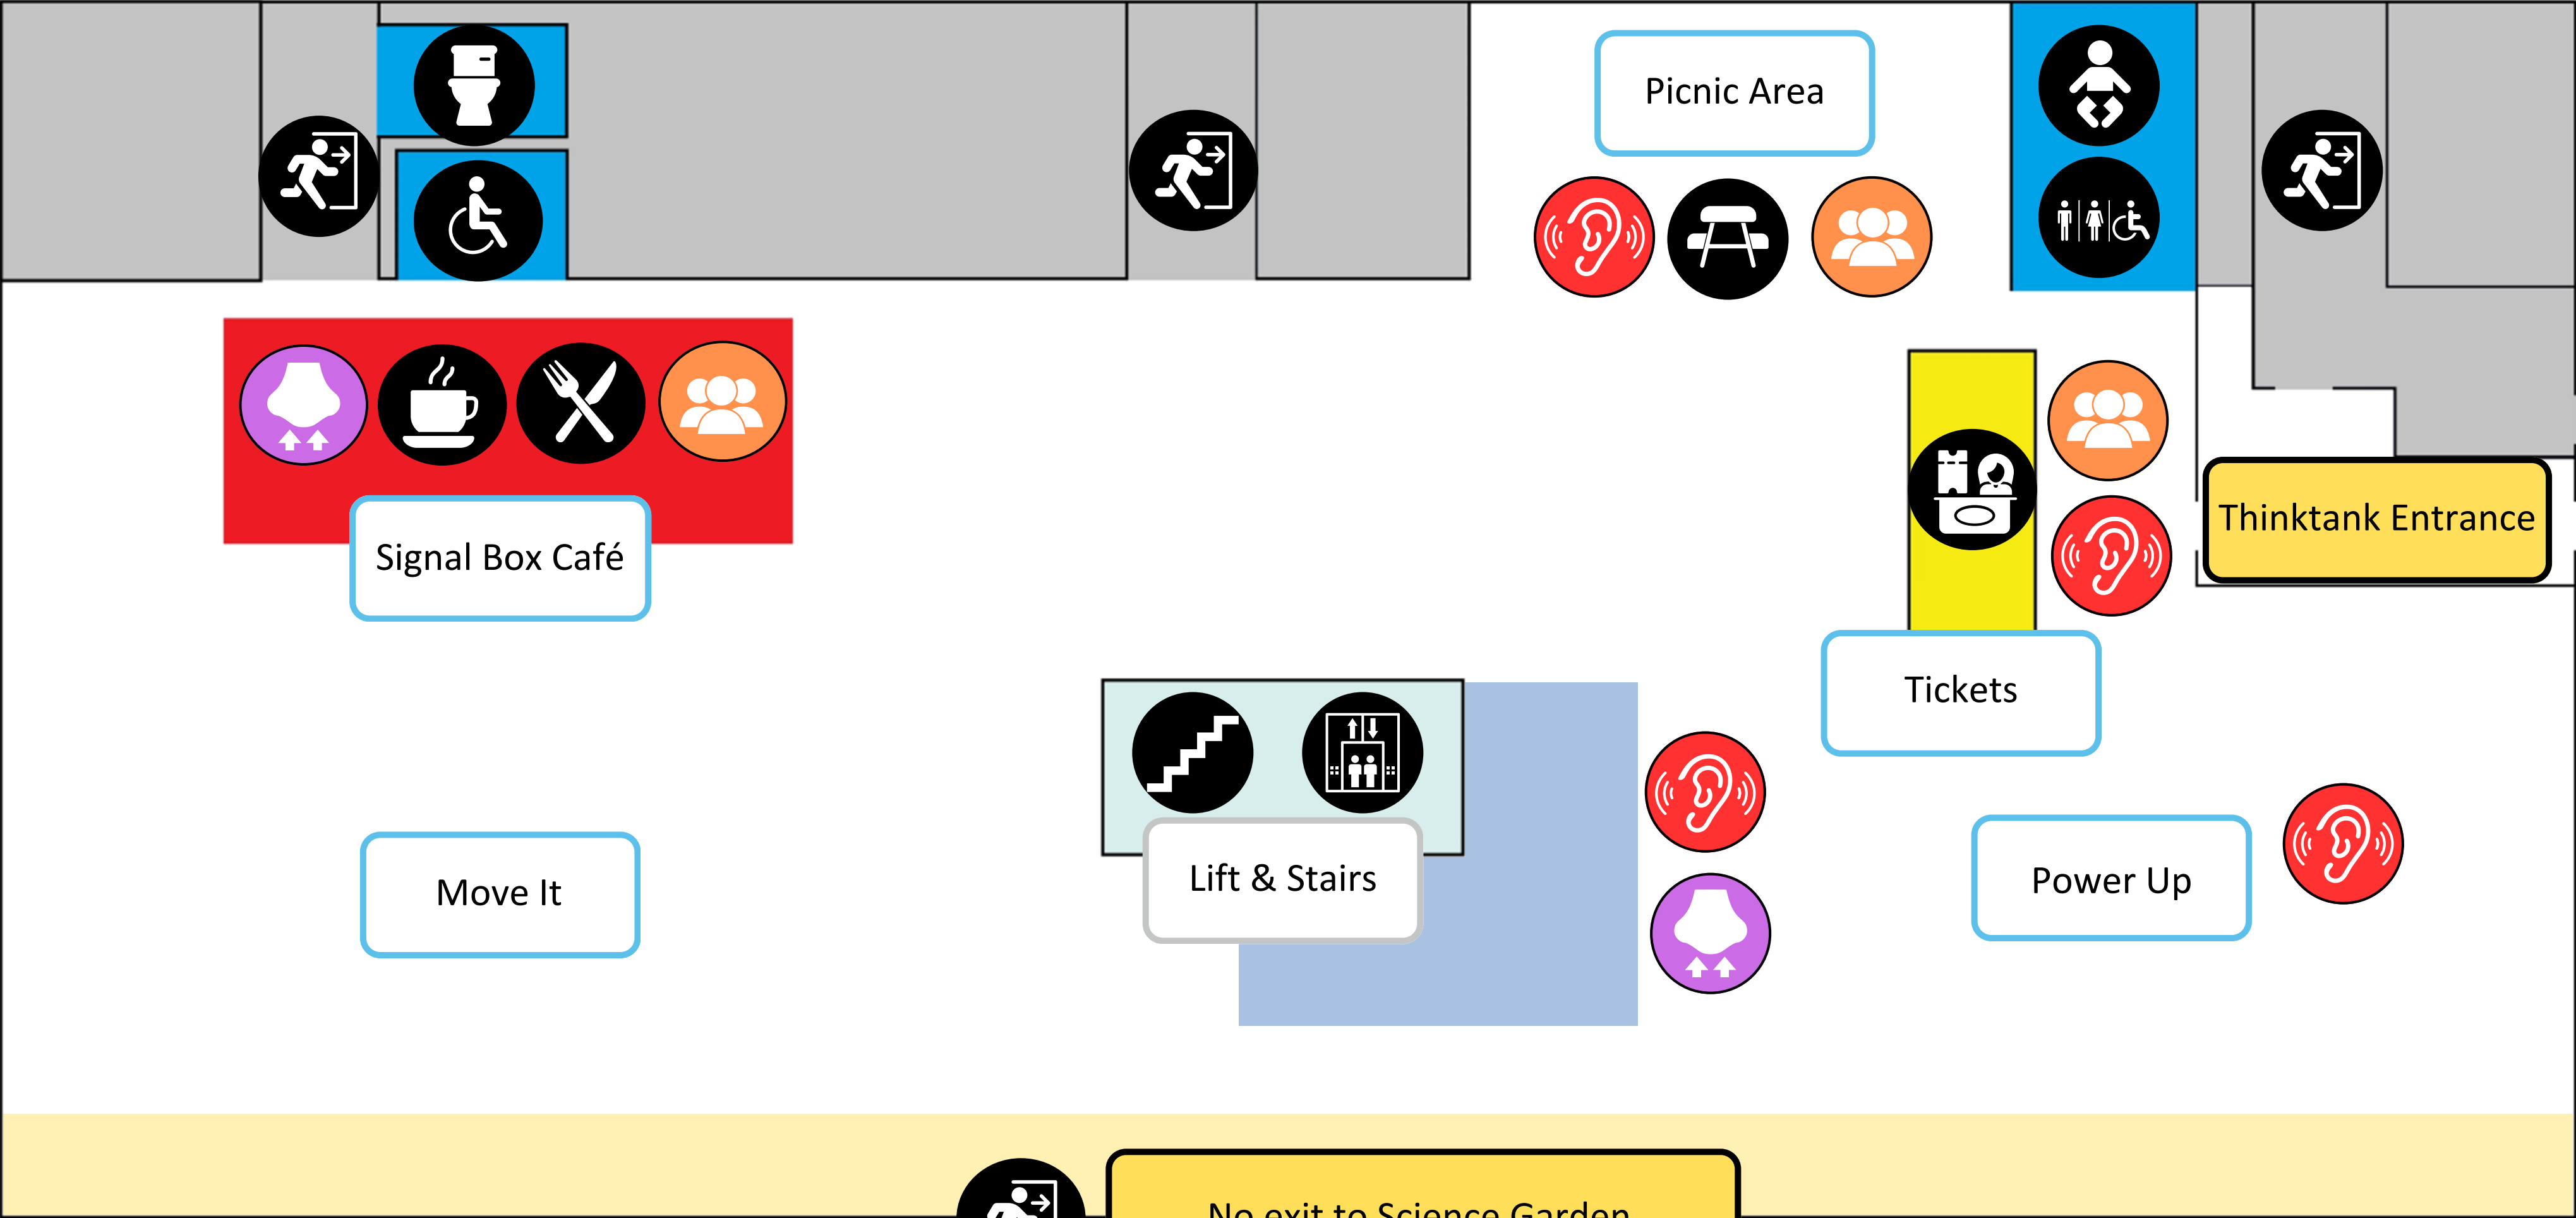 Picnic Area
Signal Box Café
Thinktank Entrance
Tickets
Lift & Stairs
Move It
Power Up
No exit to Science Garden